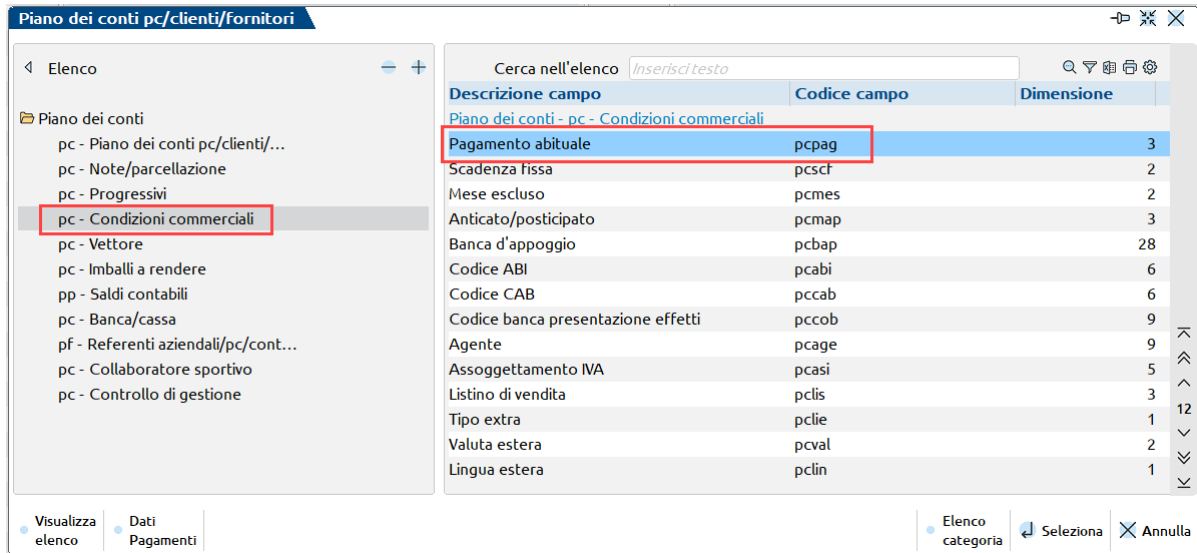 Piano dei conti pc/clienti/fornitori
Elenco
Piano dei conti
pc - Piano dei conti pc/clienti/...
pc - Note/parcellazione
pc - Progressivi
pc - Condizioni commerciali
pc - Vettore
pc - Imballi a rendere
pp - Saldi contabili
pc - Banca/cassa
pf - Referenti aziendali/pc/cont...
pc - Collaboratore sportivo
pc - Controllo di gestione
Cerca nell'elenco Inserisci testo
Descrizione campo Codice campo Dimensione
Piano dei conti - pc - Condizioni commerciali
Pagamento abituale pcpag 3
Scadenza fissa pcscf 2
Mese escluso pcmes 2
Anticato/posticipato pcmap 3
Banca d'appoggio pcbap 28
Codice ABI pcabi 6
Codice CAB pccab 6
Codice banca presentazione effetti pccob 9
Agente pcage 9
Assoggettamento IVA pcasi 5
Listino di vendita pclis 3
Tipo extra pclie 1
Valuta estera pcval 2
Lingua estera pclin 1
12
Visualizza elenco
Dati Pagamenti
Elenco categoria
Seleziona
Annulla